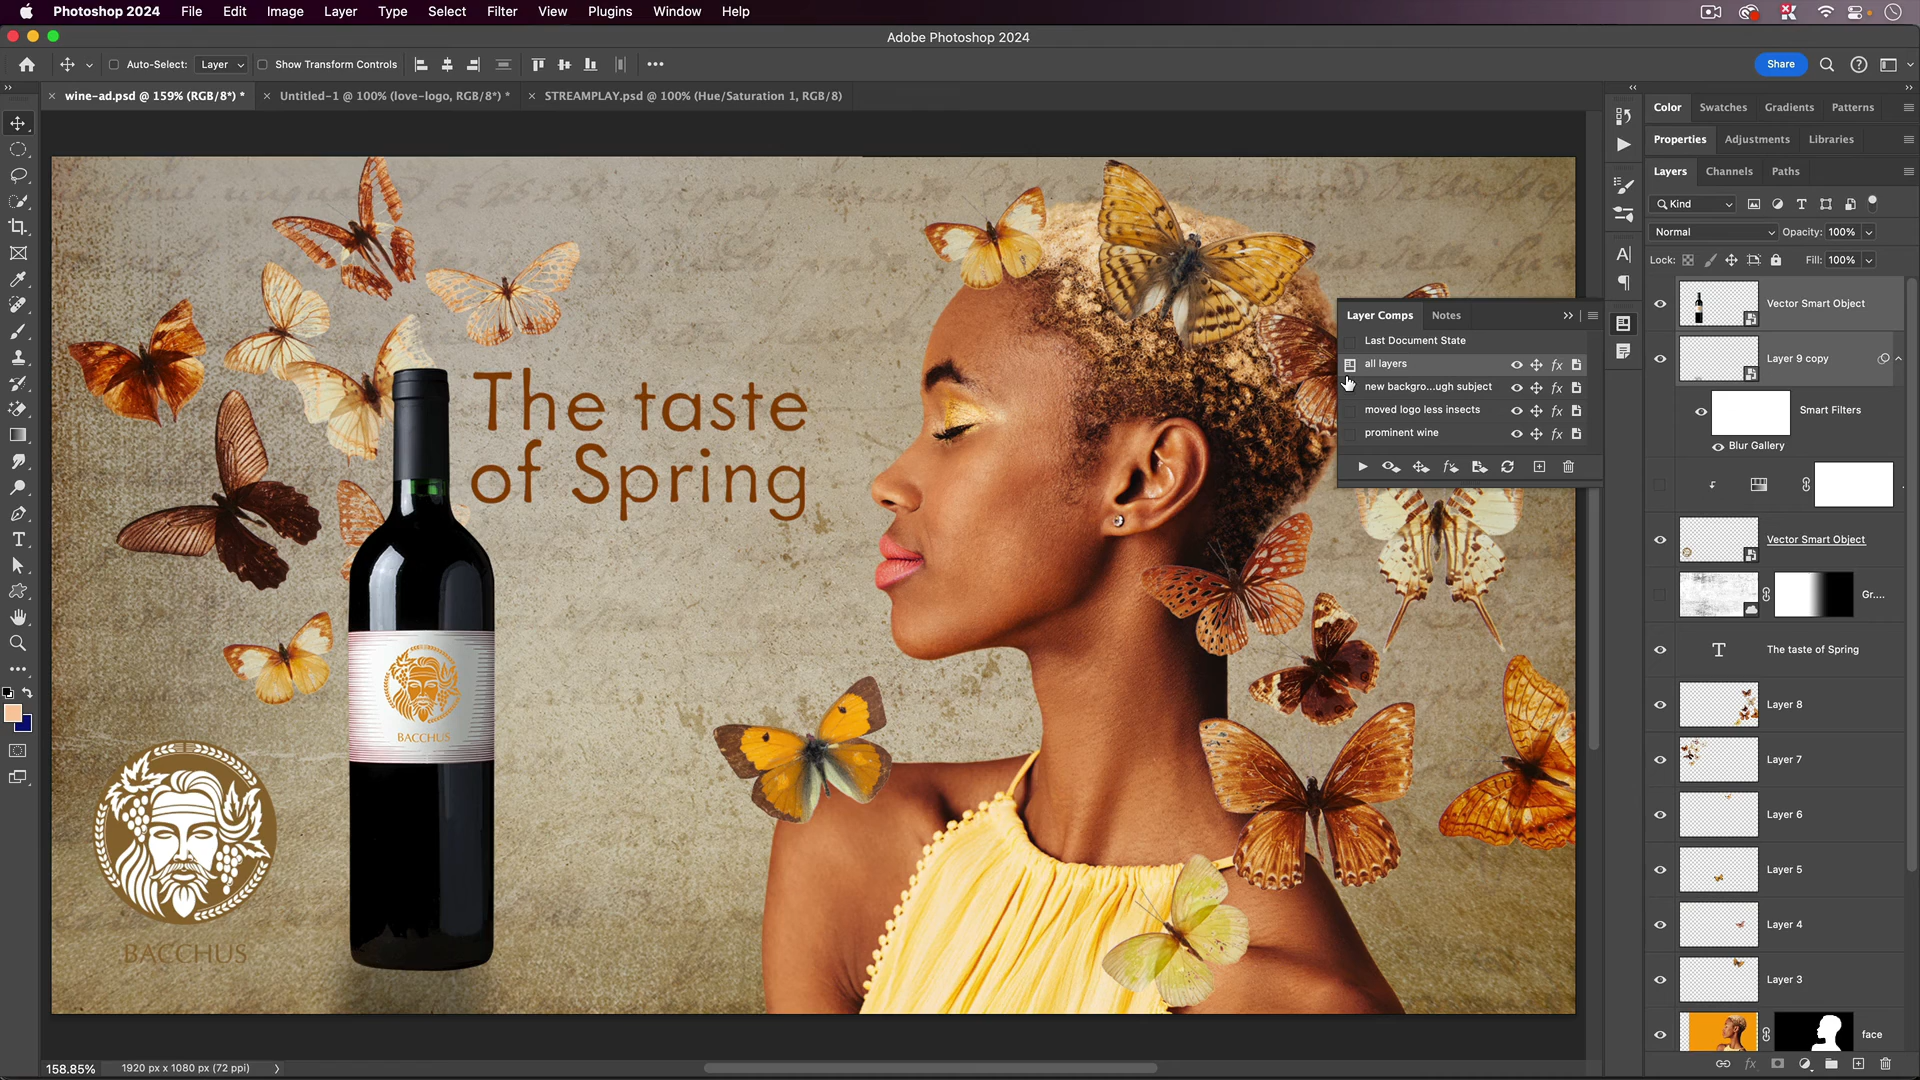 Photoshop 2024 File Edit Image Layer Type Select Filter View Plugins Window Help
Adobe Photoshop 2024
Auto-Select: Layer Show Transform Controls
Share
wine-ad.psd @ 159% (RGB/8*) * Untitled-1 @ 100% (love-logo, RGB/8*) * STREAMPLAY.psd @ 100% (Hue/Saturation 1, RGB/8)
Color Swatches Gradients Patterns
Properties Adjustments Libraries
Layers Channels Paths
Kind
Normal Opacity: 100%
Lock: Fill: 100%
Vector Smart Object
Layer 9 copy
Smart Filters
Blur Gallery
Vector Smart Object
Gr....
The taste of Spring
Layer 8
Layer 7
Layer 6
Layer 5
Layer 4
Layer 3
face
Layer Comps Notes
Last Document State
all layers
new backgro...ugh subject
moved logo less insects
prominent wine
The taste
of Spring
BACCHUS
BACCHUS
158.85% 1920 px x 1080 px (72 ppi)